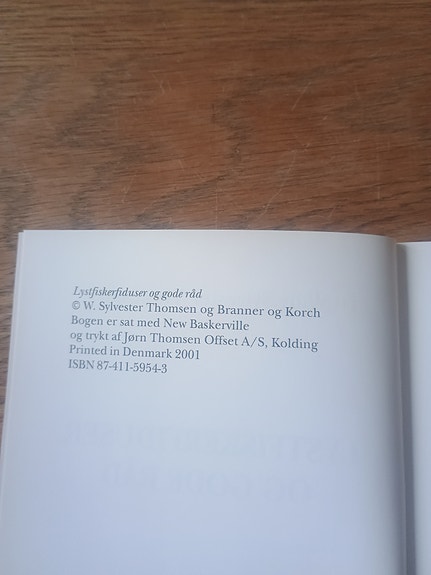 Lystfiskerfiduser og gode råd
© W. Sylvester Thomsen og Branner og Korch
Bogen er sat med New Baskerville
og trykt af Jørn Thomsen Offset A/S, Kolding
Printed in Denmark 2001
ISBN 87-411-5954-3